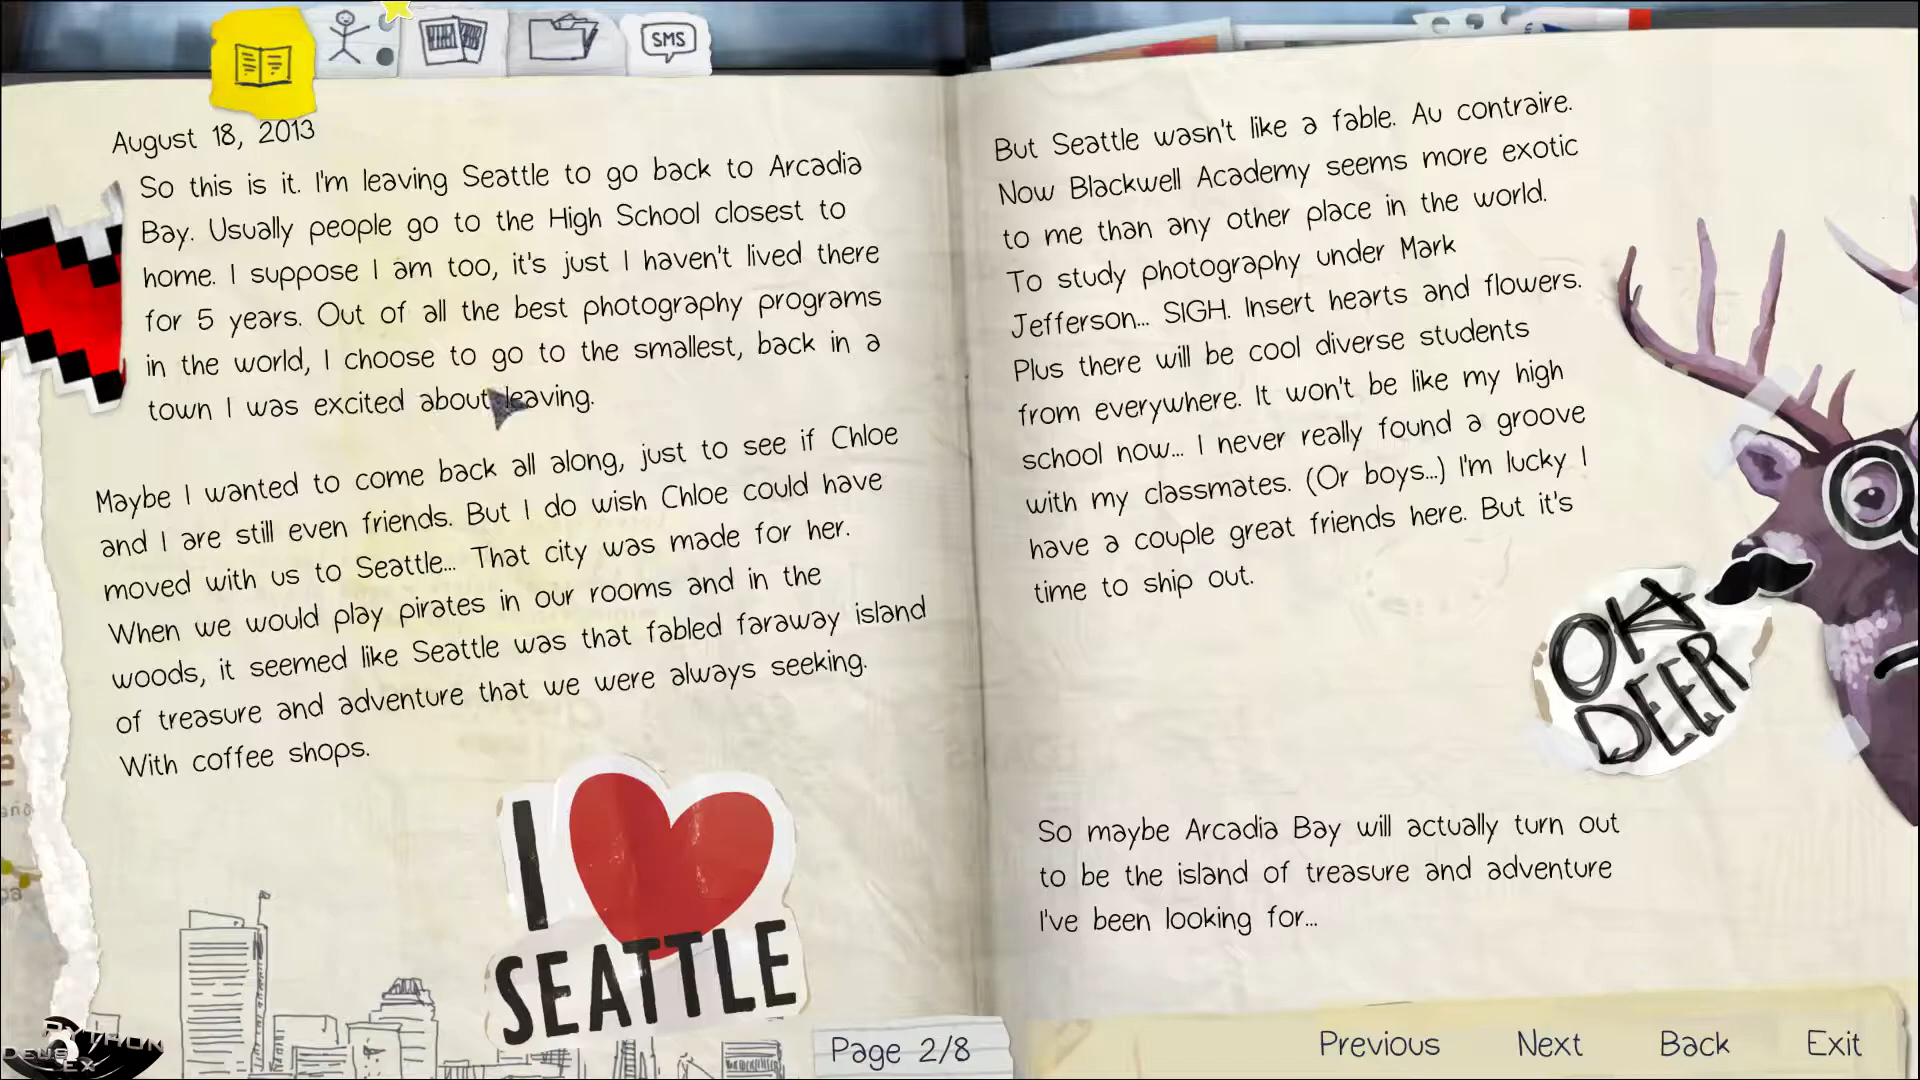 SMS
August 18, 2013
So this is it. I'm leaving Seattle to go back to Arcadia
Bay. Usually people go to the High School closest to
home. I suppose I am too, it's just I haven't lived there
for 5 years. Out of all the best photography programs
in the world, I choose to go to the smallest, back in a
town I was excited about leaving.
Maybe I wanted to come back all along, just to see if Chloe
and I are still even friends. But I do wish Chloe could have
moved with us to Seattle... That city was made for her.
When we would play pirates in our rooms and in the
woods, it seemed like Seattle was that fabled faraway island
of treasure and adventure that we were always seeking.
With coffee shops.
I
SEATTLE
PYTHON
DEUS
EX
Page 2/8
But Seattle wasn't like a fable. Au contraire.
Now Blackwell Academy seems more exotic
to me than any other place in the world.
To study photography under Mark
Jefferson... SIGH. Insert hearts and flowers.
Plus there will be cool diverse students
from everywhere. It won't be like my high
school now... I never really found a groove
with my classmates. (Or boys...) I'm lucky I
have a couple great friends here. But it's
time to ship out.
OH
DEER
So maybe Arcadia Bay will actually turn out
to be the island of treasure and adventure
I've been looking for...
Previous Next Back Exit